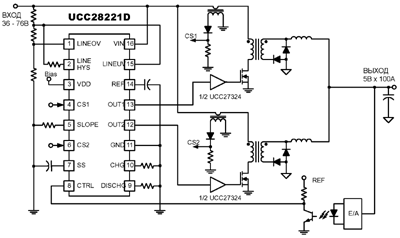 UCC28221D
ВХОД
36 - 76В
1 LINEOV VIN 16
2 LINE HYS LINEUV 15
Bias
3 VDD REF 14
4 CS1 OUT1 13
5 SLOPE OUT2 12
6 CS2 GND 11
7 SS CHG 10
8 CTRL DISCHG 9
CS1
1/2 UCC27324
CS2
1/2 UCC27324
ВЫХОД
5В x 100А
REF
E/A